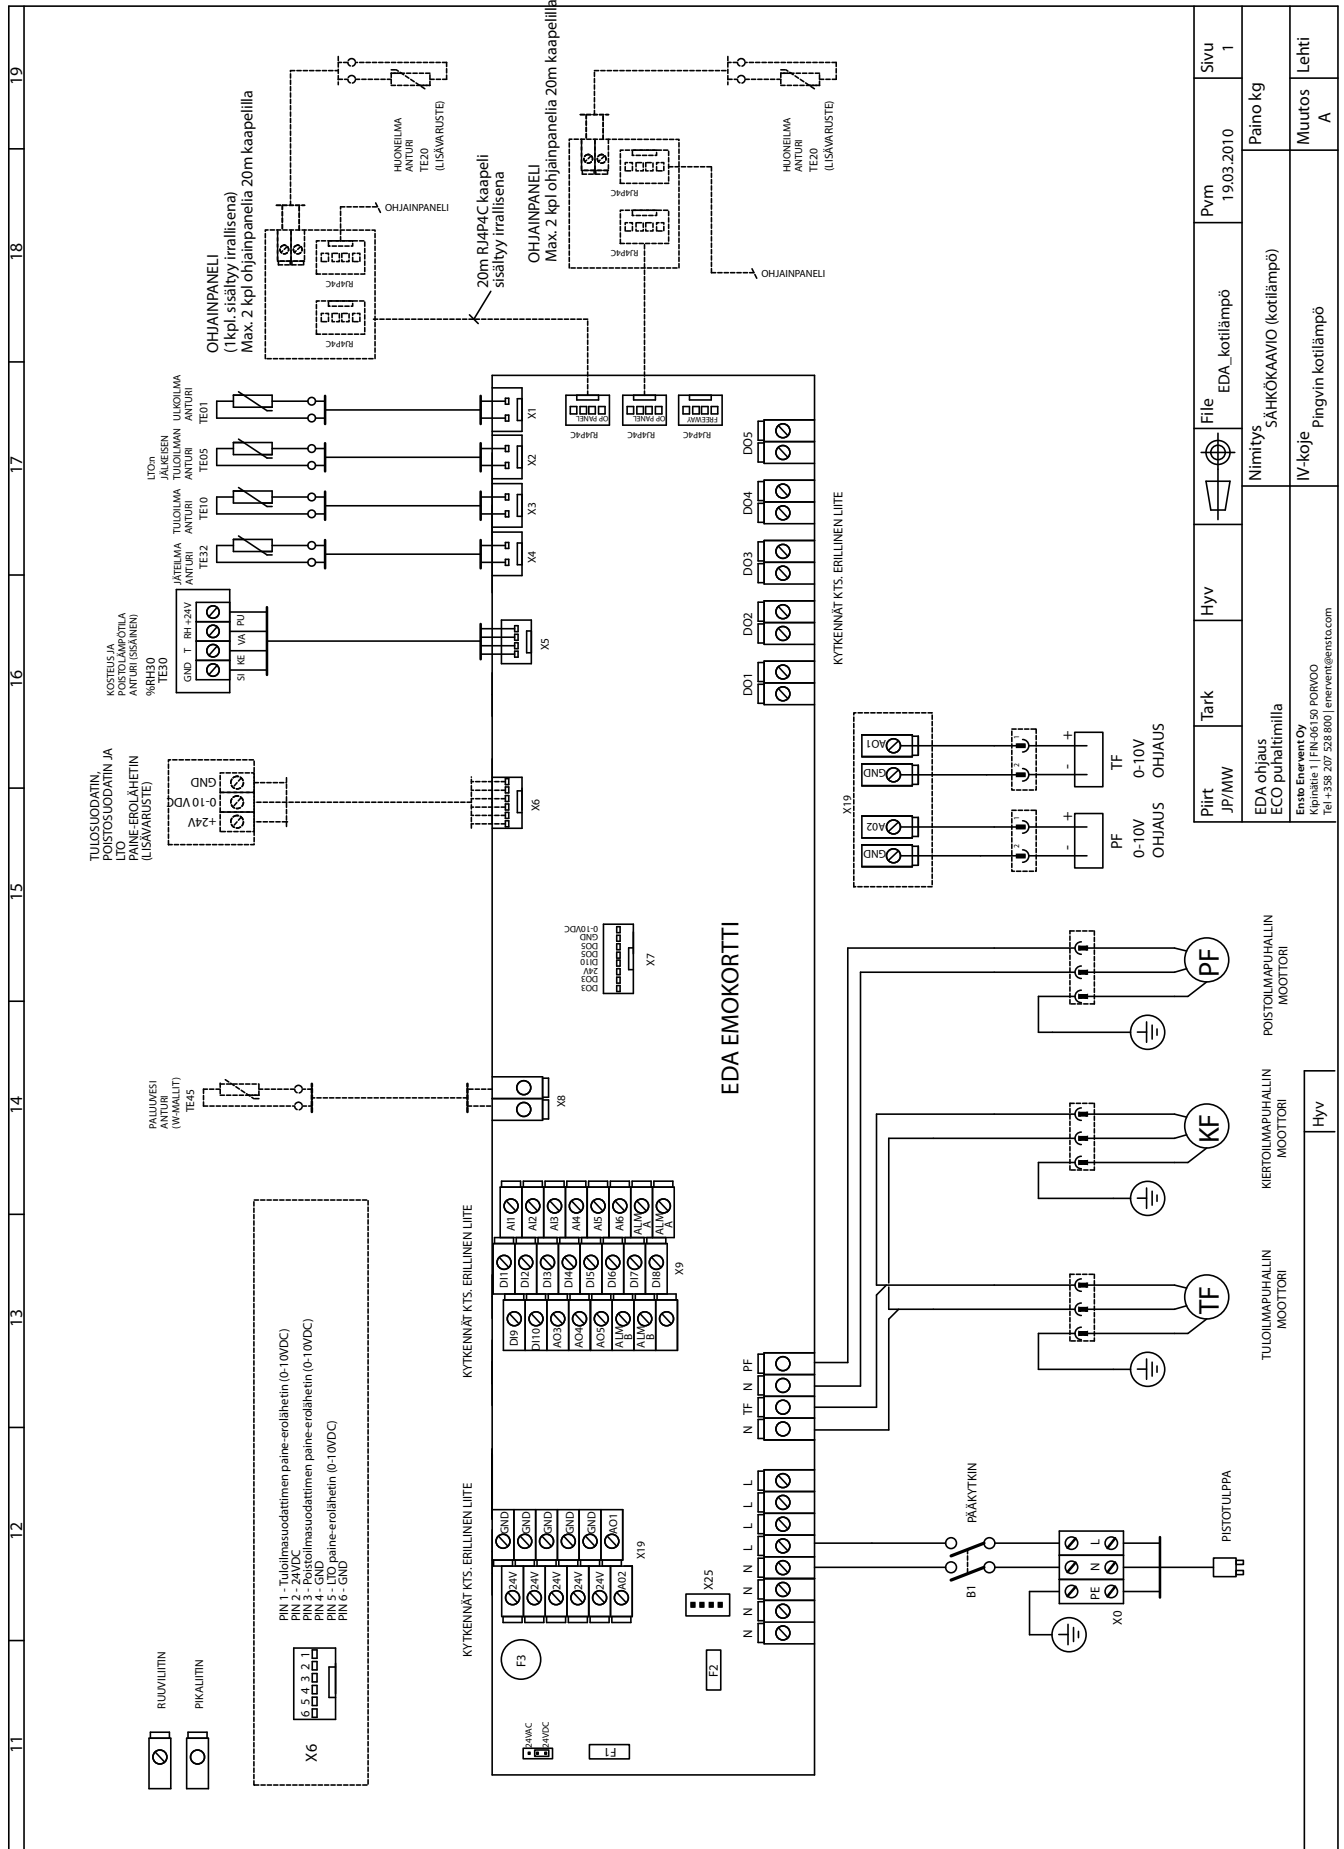 11 12 13 14 15 16 17 18 19
RUUVILIITIN
PIKALIITIN
X6
6 5 4 3 2 1
PIN 1 - Tuloilmasuodattimen paine-erolähetin (0-10VDC)
PIN 2 - 24VDC
PIN 3 - Poistoilmasuodattimen paine-erolähetin (0-10VDC)
PIN 4 - GND
PIN 5 - LTO paine-erolähetin (0-10VDC)
PIN 6 - GND
PALUUVESI
ANTURI
(W-MALLIT)
TE45
TULOSUODATIN,
POISTOSUODATIN JA
LTO
PAINE-EROLÄHETIN
(LISÄVARUSTE)
+24V
0-10 VDC
GND
KOSTEUS JA
POISTOLÄMPÖTILA
ANTURI (SISÄINEN)
%RH30
TE30
GND T RH +24V
SI KE VA PU
JÄTEILMA
ANTURI
TE32
TULOILMA
ANTURI
TE10
LTO:n
JÄLKEISEN
TULOILMAN
ANTURI
TE05
ULKOILMA
ANTURI
TE01
OHJAINPANELI
(1kpl. sisältyy irrallisena)
Max. 2 kpl ohjainpanelia 20m kaapelilla
RJ4P4C
RJ4P4C
OHJAINPANELI
HUONEILMA
ANTURI
TE20
(LISÄVARUSTE)
20m RJ4P4C kaapeli
sisältyy irrallisena
OHJAINPANELI
Max. 2 kpl ohjainpanelia 20m kaapelilla
RJ4P4C
RJ4P4C
OHJAINPANELI
HUONEILMA
ANTURI
TE20
(LISÄVARUSTE)
24VAC
24VDC
F1
F2
F3
KYTKENNÄT KTS. ERILLINEN LIITE
GND GND GND GND GND AO1
24V 24V 24V 24V 24V A02
X19
X25
KYTKENNÄT KTS. ERILLINEN LIITE
AI1 AI2 AI3 AI4 AI5 AI6 ALM A ALM A
DI1 DI2 DI3 DI4 DI5 DI6 DI7 DI8
DI9 DI10 AO3 AO4 AO5 ALM B ALM B
X9
X8
X7
DO3
DO3
24V
DI10
DO5
DO5
GND
0-10VDC
X6
X5
X4
X3
X2
X1
OP PANEL
RJ4P4C
OP PANEL
RJ4P4C
FREEWAY
RJ4P4C
EDA EMOKORTTI
N N N N L L L L
N TF N PF
DO1 DO2 DO3 DO4 DO5
KYTKENNÄT KTS. ERILLINEN LIITE
PÄÄKYTKIN
B1
PE N L
X0
PISTOTULPPA
TF
TULOILMAPUHALLIN
MOOTTORI
KF
KIERTOILMAPUHALLIN
MOOTTORI
PF
POISTOILMAPUHALLIN
MOOTTORI
X19
GND A02 GND AO1
2 1
2 1
- +
- +
PF
0-10V
OHJAUS
TF
0-10V
OHJAUS
Hyv
Piirt
JP/MW
Tark
Hyv
File
EDA_kotilämpö
Pvm
19.03.2010
Sivu
1
EDA ohjaus
ECO puhaltimilla
Nimitys
SÄHKÖKAAVIO (kotilämpö)
Paino kg
Ensto Enervent Oy
Kipinätie 1 | FIN-06150 PORVOO
Tel +358 207 528 800 | enervent@ensto.com
IV-koje
Pingvin kotilämpö
Muutos
A
Lehti